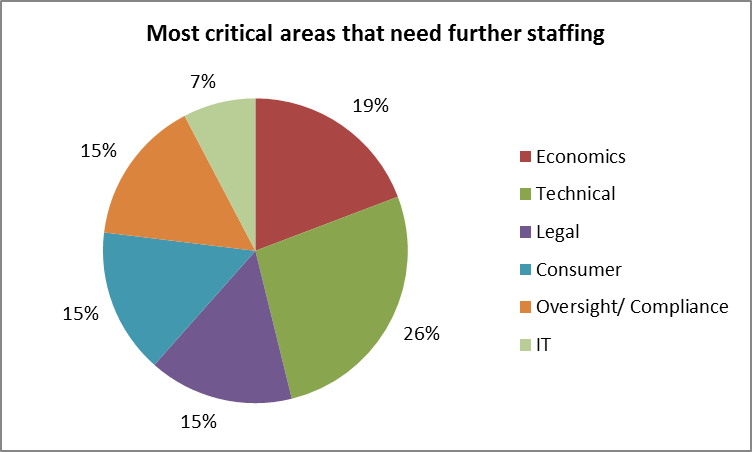 Most critical areas that need further staffing
7%
19%
15%
26%
15%
15%
Economics
Technical
Legal
Consumer
Oversight/ Compliance
IT